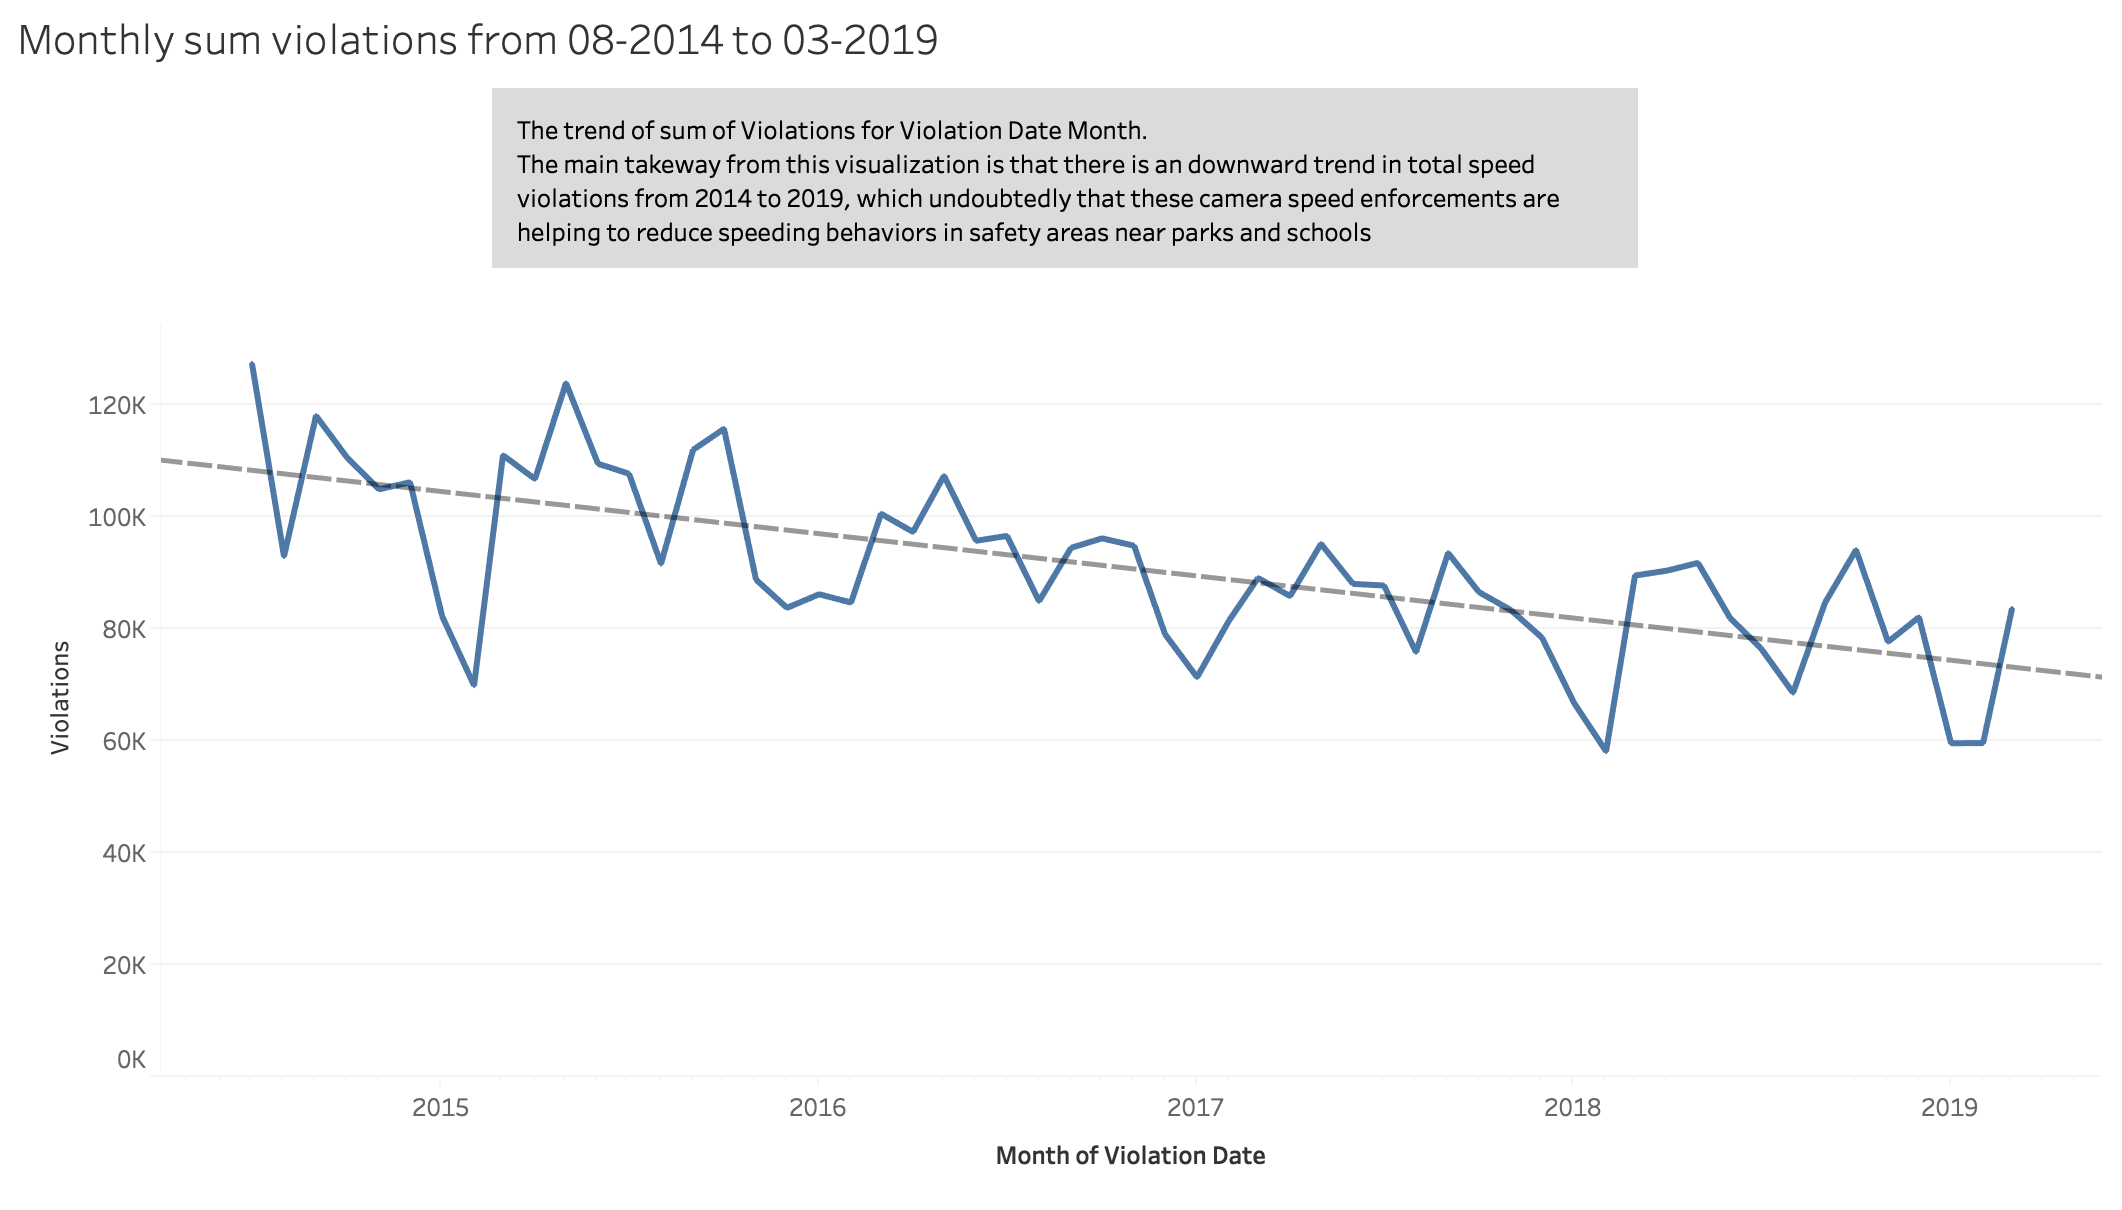 Monthly sum violations from 08-2014 to 03-2019
The trend of sum of Violations for Violation Date Month.
The main takeway from this visualization is that there is an downward trend in total speed
violations from 2014 to 2019, which undoubtedly that these camera speed enforcements are
helping to reduce speeding behaviors in safety areas near parks and schools
120K
100K
80K
60K
40K
20K
0K
Violations
2015 2016 2017 2018 2019
Month of Violation Date